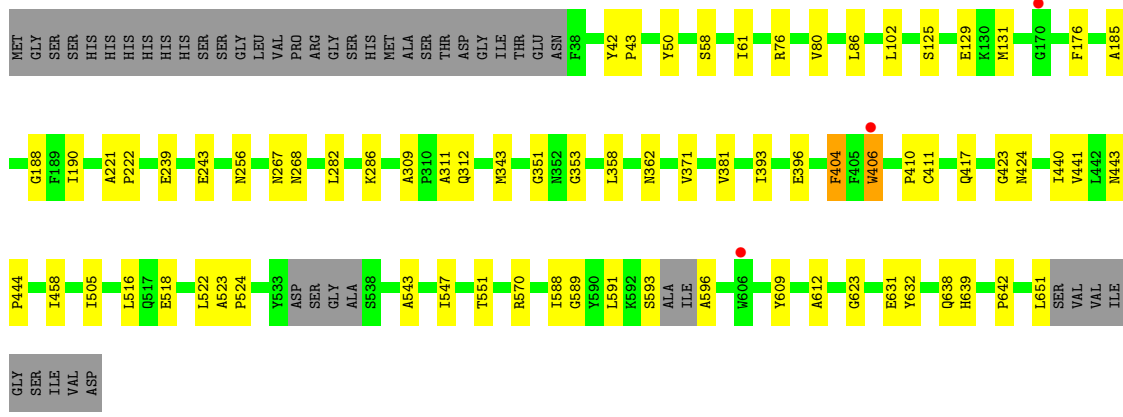 MET GLY SER SER HIS HIS HIS HIS HIS HIS SER SER GLY LEU VAL PRO ARG GLY SER HIS MET ALA SER THR ASP GLY ILE THR GLU ASN F38 Y42 P43 Y50 S58 I61 R76 V80 L86 L102 S125 E129 K130 M131 G170 F176 A185
G188 F189 I190 A221 P222 E239 E243 N256 N267 N268 L282 K286 A309 P310 A311 Q312 M343 G351 N352 G353 L358 N362 V371 V381 I393 E396 F404 F405 W406 P410 C411 Q417 G423 N424 I440 V441 L442 N443
P444 I458 I505 L516 Q517 E518 L522 A523 P524 Y533 ASP SER GLY ALA S538 A543 I547 T551 R570 I588 G589 Y590 L591 K592 S593 ALA ILE A596 W606 Y609 A612 G623 E631 Y632 Q638 H639 P642 L651 SER VAL VAL ILE
GLY SER ILE VAL ASP